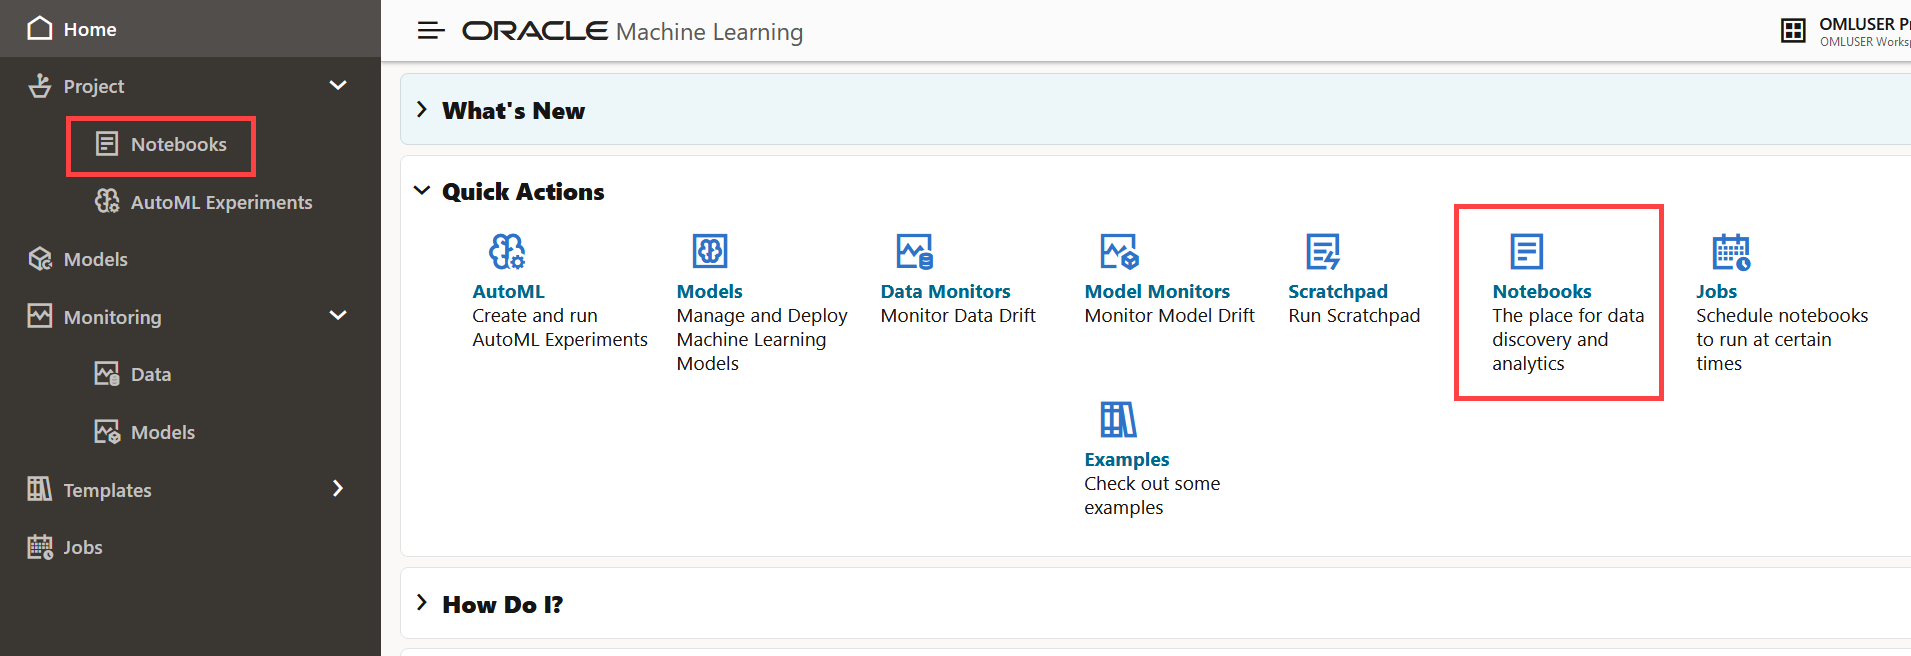 Home
Project
Notebooks
AutoML Experiments
Models
Monitoring
Data
Models
Templates
Jobs
ORACLE Machine Learning
OMLUSER
OMLUSER
What's New
Quick Actions
AutoML
Create and run
AutoML Experiments
Models
Manage and Deploy
Machine Learning
Models
Data Monitors
Monitor Data Drift
Model Monitors
Monitor Model Drift
Scratchpad
Run Scratchpad
Notebooks
The place for data
discovery and
analytics
Jobs
Schedule notebooks
to run at certain
times
Examples
Check out some
examples
How Do I?